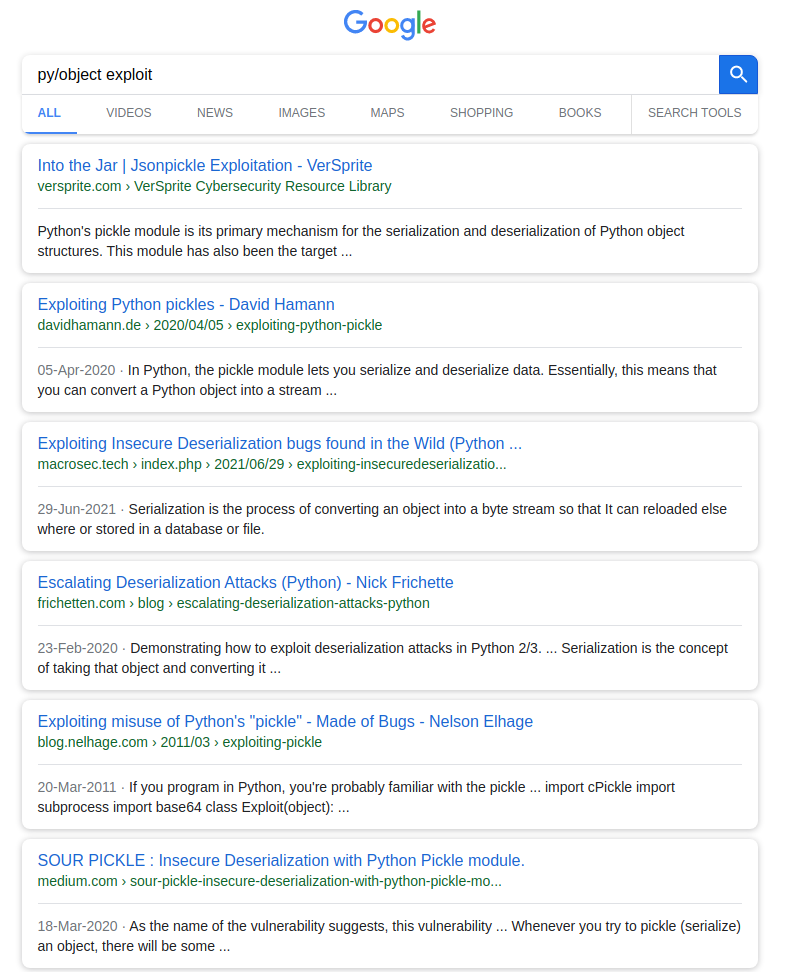 Google
py/object exploit
ALL VIDEOS NEWS IMAGES MAPS SHOPPING BOOKS SEARCH TOOLS
Into the Jar | Jsonpickle Exploitation - VerSprite
versprite.com › VerSprite Cybersecurity Resource Library
Python's pickle module is its primary mechanism for the serialization and deserialization of Python object
structures. This module has also been the target ...
Exploiting Python pickles - David Hamann
davidhamann.de › 2020/04/05 › exploiting-python-pickle
05-Apr-2020 · In Python, the pickle module lets you serialize and deserialize data. Essentially, this means that
you can convert a Python object into a stream ...
Exploiting Insecure Deserialization bugs found in the Wild (Python ...
macrosec.tech › index.php › 2021/06/29 › exploiting-insecuredeserializatio...
29-Jun-2021 · Serialization is the process of converting an object into a byte stream so that It can reloaded else
where or stored in a database or file.
Escalating Deserialization Attacks (Python) - Nick Frichette
frichetten.com › blog › escalating-deserialization-attacks-python
23-Feb-2020 · Demonstrating how to exploit deserialization attacks in Python 2/3. ... Serialization is the concept
of taking that object and converting it ...
Exploiting misuse of Python's "pickle" - Made of Bugs - Nelson Elhage
blog.nelhage.com › 2011/03 › exploiting-pickle
20-Mar-2011 · If you program in Python, you're probably familiar with the pickle ... import cPickle import
subprocess import base64 class Exploit(object): ...
SOUR PICKLE : Insecure Deserialization with Python Pickle module.
medium.com › sour-pickle-insecure-deserialization-with-python-pickle-mo...
18-Mar-2020 · As the name of the vulnerability suggests, this vulnerability ... Whenever you try to pickle (serialize)
an object, there will be some ...